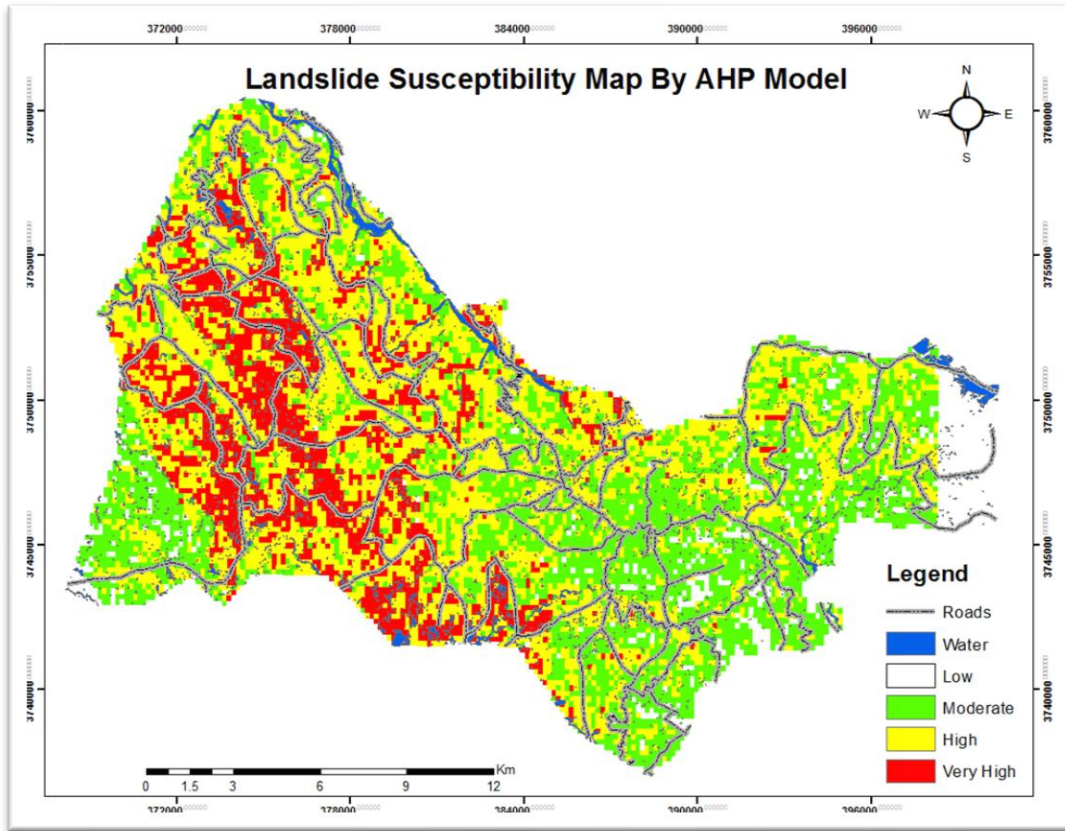 372000 378000 384000 390000 396000
Landslide Susceptibility Map By AHP Model
N
W E
S
3760000 3760000
3755000 3755000
3750000 3750000
3745000 3745000
3740000 3740000
Legend
Roads
Water
Low
Moderate
High
Very High
Km
0 1.5 3 6 9 12
372000 378000 384000 390000 396000